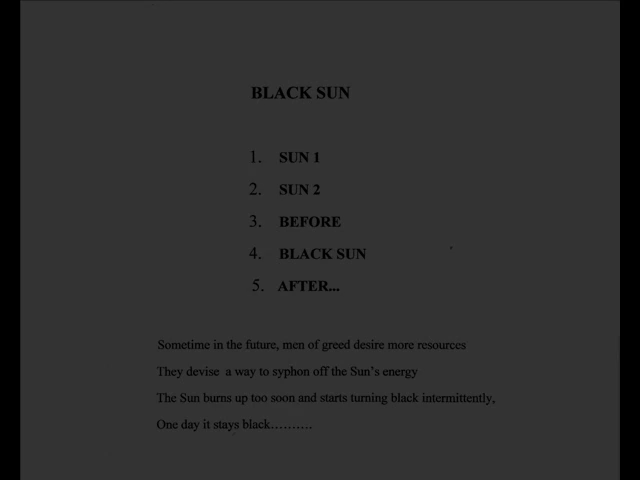 BLACK SUN
1. SUN 1
2. SUN 2
3. BEFORE
4. BLACK SUN
5. AFTER...
Sometime in the future, men of greed desire more resources
They devise a way to syphon off the Sun's energy
The Sun burns up too soon and starts turning black intermittently,
One day it stays black..........